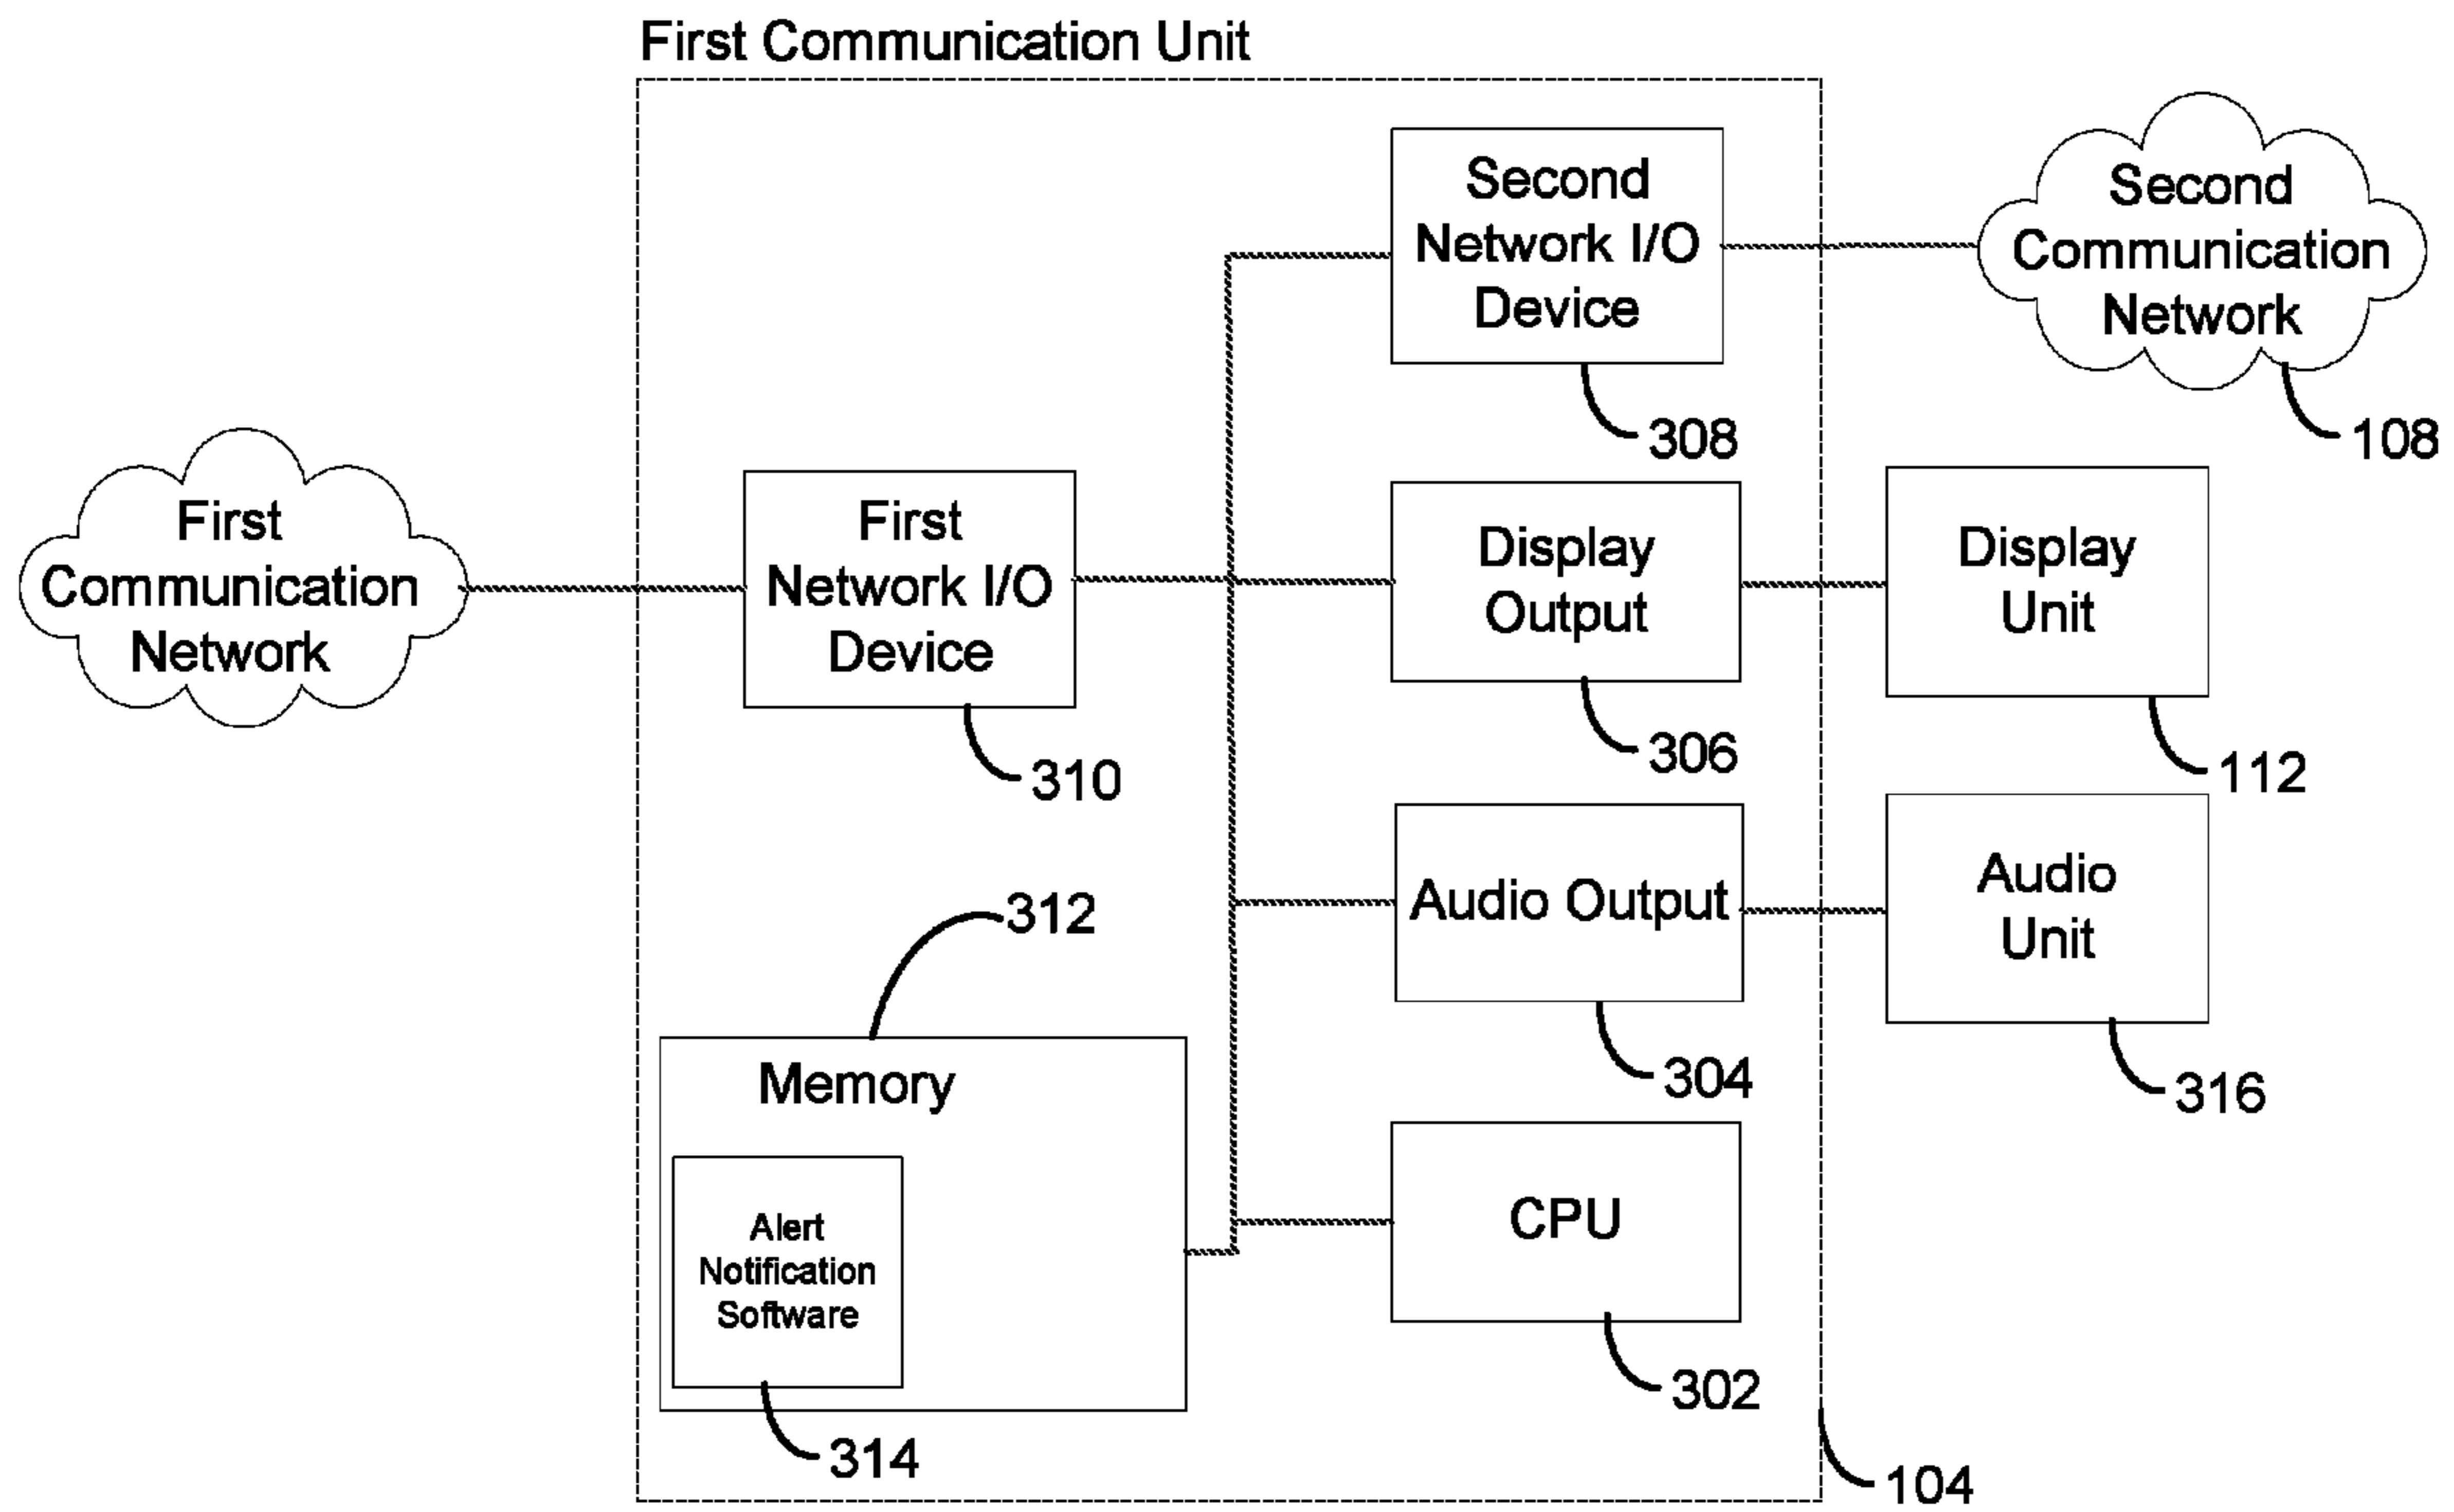 First Communication Unit
Second
Network I/O
Device
308
Second
Communication
Network
108
First
Communication
Network
First
Network I/O
Device
310
Display
Output
306
Display
Unit
112
312
Audio Output
304
Audio
Unit
316
Memory
Alert
Notification
Software
314
CPU
302
104